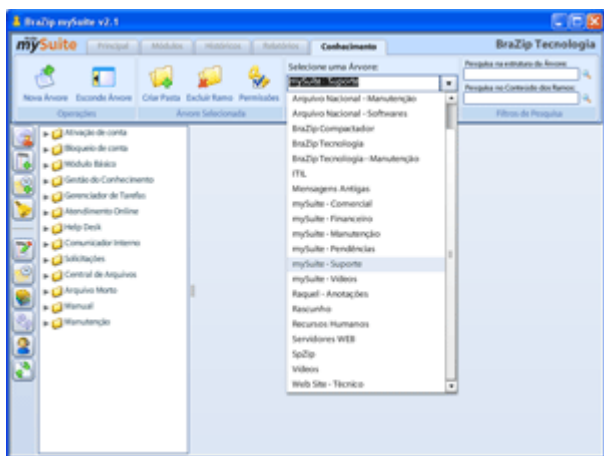 BraZip mySuite v2.1
mySuite
Principal
Módulos
Históricos
Relatórios
Conhecimento
BraZip Tecnologia
Nova Árvore
Esconde Árvore
Operações
Criar Pasta
Excluir Ramo
Permissões
Árvore Selecionada
Selecione uma Árvore:
mySuite - Suporte
Pesquisa na estrutura da Árvore:
Pesquisa no Conteúdo dos Ramos:
Filtros de Pesquisa
Ativação de conta
Bloqueio de conta
Módulo Básico
Gestão do Conhecimento
Gerenciador de Tarefas
Atendimento Online
Help Desk
Comunicador Interno
Solicitações
Central de Arquivos
Arquivo Morto
Manual
Manutenção
Arquivo Nacional - Manutenção
Arquivo Nacional - Softwares
BraZip Compactador
BraZip Tecnologia
BraZip Tecnologia - Manutenção
ITIL
Mensagens Antigas
mySuite - Comercial
mySuite - Financeiro
mySuite - Manutenção
mySuite - Pendências
mySuite - Suporte
mySuite - Vídeos
Raquel - Anotações
Rascunho
Recursos Humanos
Servidores WEB
SpZip
Vídeos
Web Site - Técnico